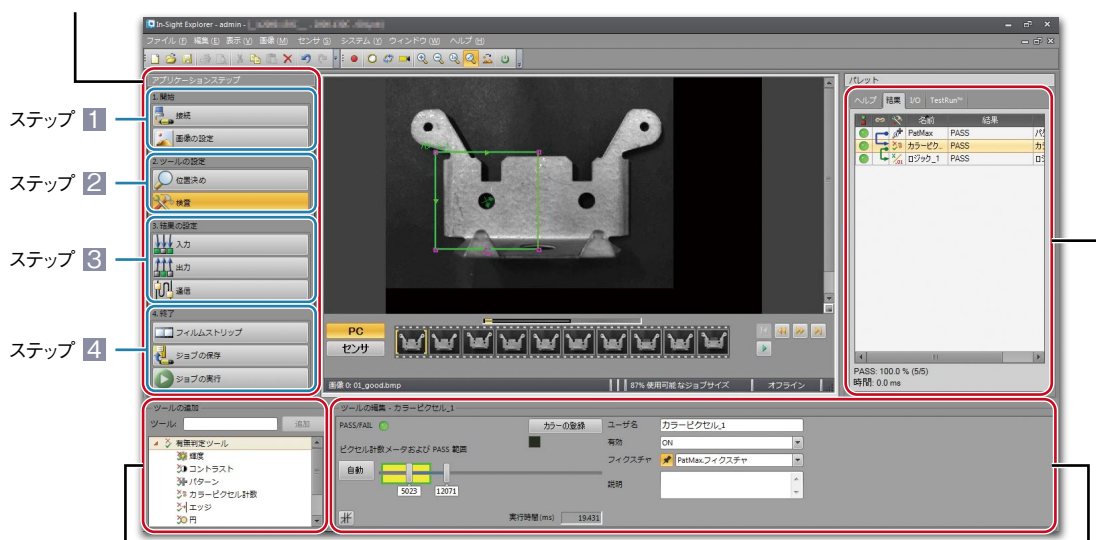 In-Sight Explorer - admin -
ファイル(F) 編集(E) 表示(V) 画像(M) センサ(S) システム(Y) ウィンドウ(W) ヘルプ(H)
アプリケーションステップ
ステップ 1
1. 開始
接続
画像の設定
ステップ 2
2. ツールの設定
位置決め
検査
ステップ 3
3. 結果の設定
入力
出力
通信
ステップ 4
4. 終了
フィルムストリップ
ジョブの保存
ジョブの実行
PC
センサ
画像 0: 01_good.bmp
87% 使用可能なジョブサイズ
オフライン
パレット
ヘルプ 結果 I/O TestRun™
名前 結果
PatMax PASS パタ
カラーピク... PASS カラ
ロジック_1 PASS ロジ
PASS: 100.0 % (5/5)
時間: 0.0 ms
ツールの追加
ツール: 追加
有無判定ツール
輝度
コントラスト
パターン
カラーピクセル計数
エッジ
円
ツールの編集 - カラーピクセル_1
PASS/FAIL
カラーの登録
ピクセル計数メータおよび PASS 範囲
自動
5023 12071
実行時間(ms) 19.431
ユーザ名 カラーピクセル_1
有効 ON
フィクスチャ PatMax.フィクスチャ
説明